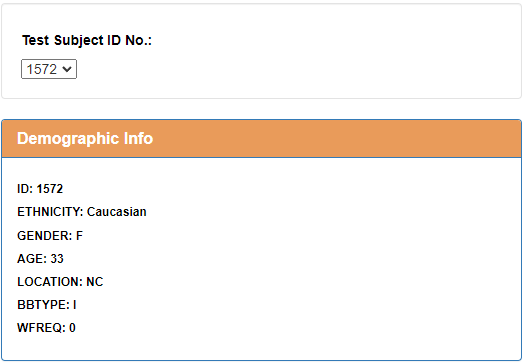 Test Subject ID No.:
1572
Demographic Info
ID: 1572
ETHNICITY: Caucasian
GENDER: F
AGE: 33
LOCATION: NC
BBTYPE: I
WFREQ: 0